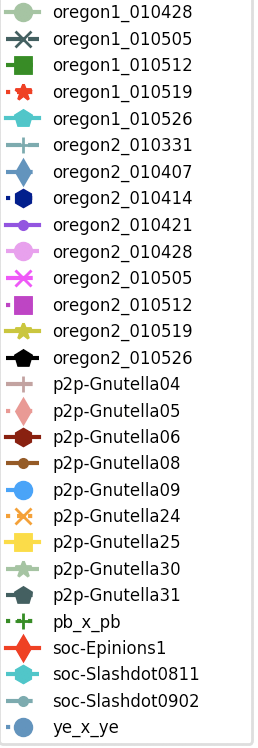 oregon1_010428
oregon1_010505
oregon1_010512
oregon1_010519
oregon1_010526
oregon2_010331
oregon2_010407
oregon2_010414
oregon2_010421
oregon2_010428
oregon2_010505
oregon2_010512
oregon2_010519
oregon2_010526
p2p-Gnutella04
p2p-Gnutella05
p2p-Gnutella06
p2p-Gnutella08
p2p-Gnutella09
p2p-Gnutella24
p2p-Gnutella25
p2p-Gnutella30
p2p-Gnutella31
pb_x_pb
soc-Epinions1
soc-Slashdot0811
soc-Slashdot0902
ye_x_ye